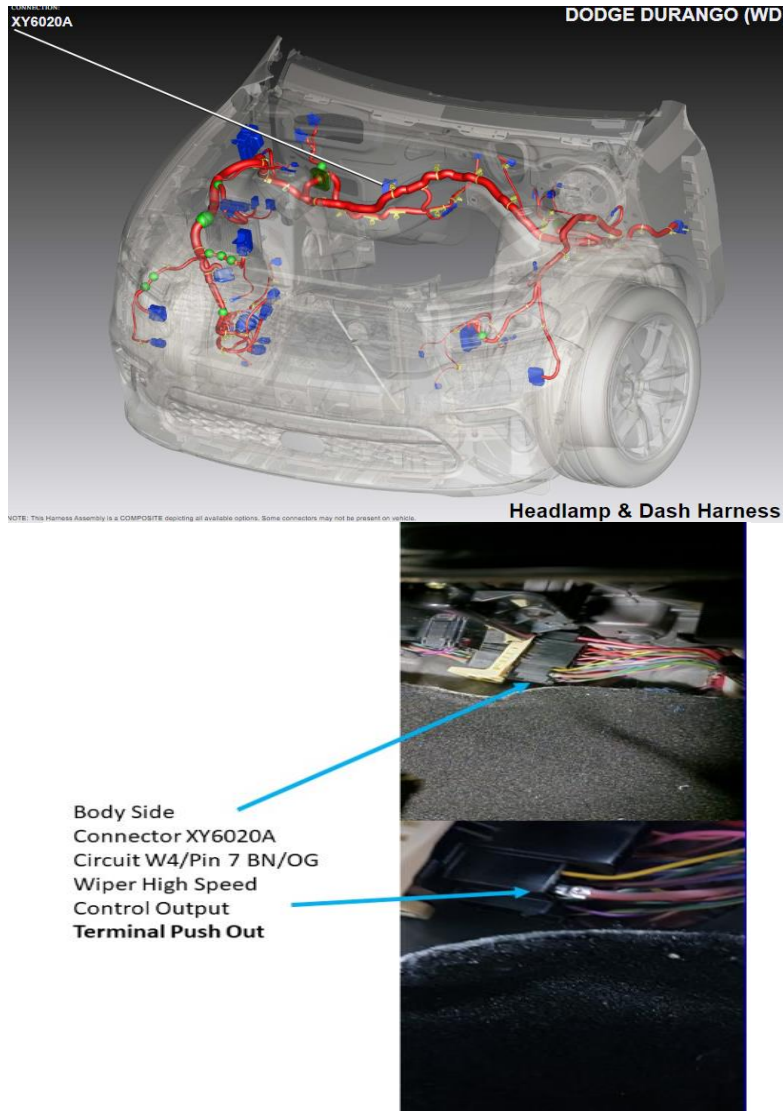 CONNECTION:
XY6020A
DODGE DURANGO (WD
NOTE: This Harness Assembly is a COMPOSITE depicting all available options. Some connectors may not be present on vehicle.
Headlamp & Dash Harness
Body Side
Connector XY6020A
Circuit W4/Pin 7 BN/OG
Wiper High Speed
Control Output
Terminal Push Out